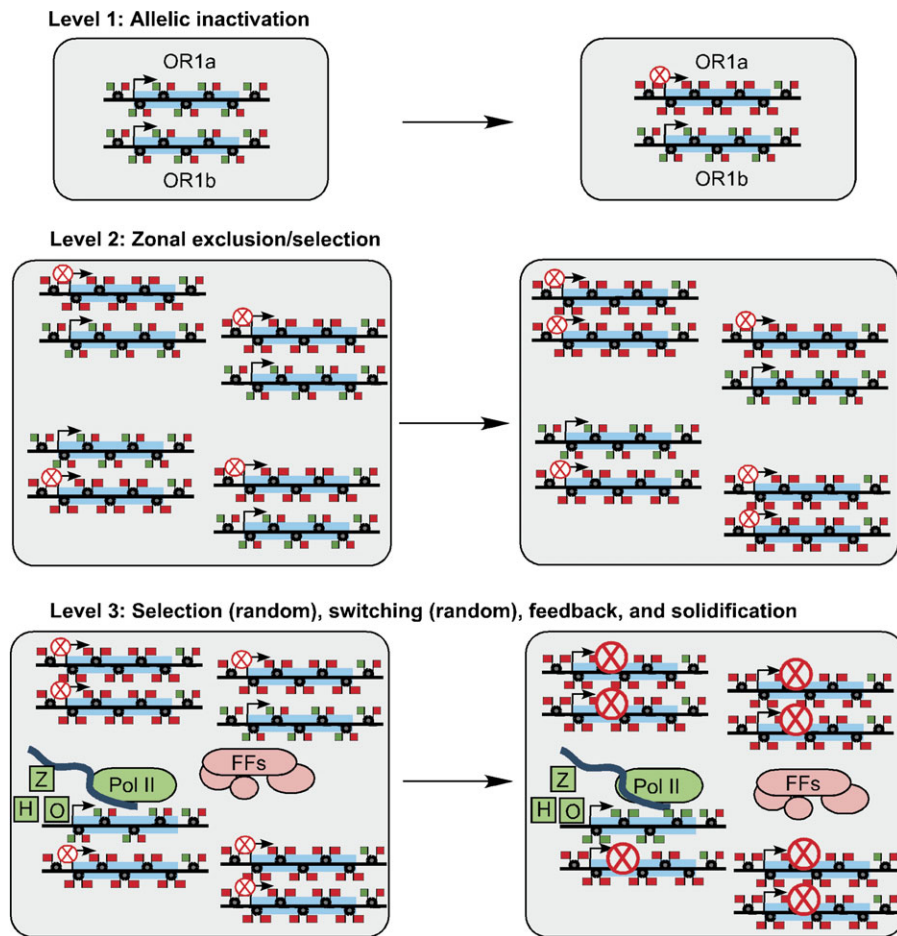 Level 1: Allelic inactivation
OR1a
OR1b
OR1a
OR1b
Level 2: Zonal exclusion/selection
Level 3: Selection (random), switching (random), feedback, and solidification
Z
H
O
Pol II
FFs
Z
H
O
Pol II
FFs